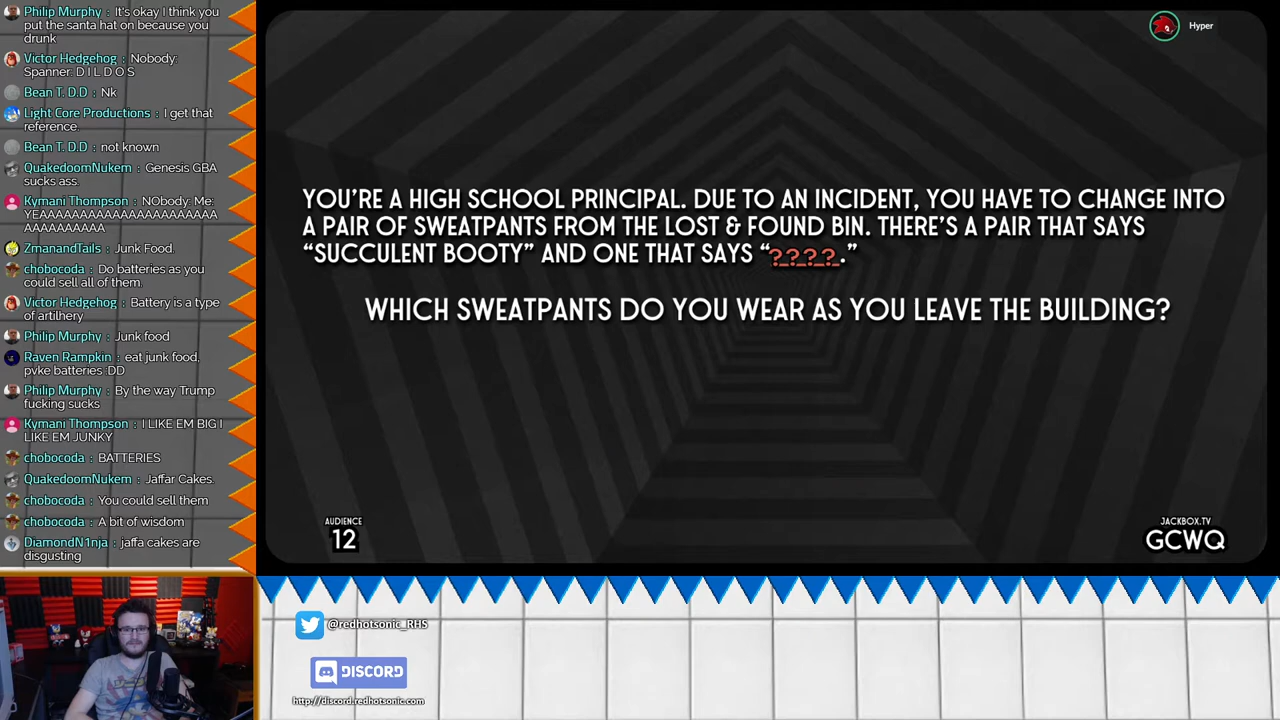 Philip Murphy : It's okay I think you
put the santa hat on because you
drunk
Victor Hedgehog : Nobody:
Spanner: D I L D O S
Bean T. D.D : Nk
Light Core Productions : I get that
reference.
Bean T. D.D : not known
QuakedoomNukem : Genesis GBA
sucks ass.
Kymani Thompson : NObody: Me:
YEAAAAAAAAAAAAAAAAAAAAAA
AAAAAAAAAA
ZmanandTails : Junk Food.
chobocoda : Do batteries as you
could sell all of them.
Victor Hedgehog : Battery is a type
of artilhery
Philip Murphy : Junk food
Raven Rampkin : eat junk food,
pvke batteries :DD
Philip Murphy : By the way Trump
fucking sucks
Kymani Thompson : I LIKE EM BIG I
LIKE EM JUNKY
chobocoda : BATTERIES
QuakedoomNukem : Jaffar Cakes.
chobocoda : You could sell them
chobocoda : A bit of wisdom
DiamondN1nja : jaffa cakes are
disgusting
Hyper
YOU'RE A HIGH SCHOOL PRINCIPAL. DUE TO AN INCIDENT, YOU HAVE TO CHANGE INTO
A PAIR OF SWEATPANTS FROM THE LOST & FOUND BIN. THERE'S A PAIR THAT SAYS
"SUCCULENT BOOTY" AND ONE THAT SAYS "????."
WHICH SWEATPANTS DO YOU WEAR AS YOU LEAVE THE BUILDING?
AUDIENCE
12
JACKBOX.TV
GCWQ
@redhotsonic_RHS
DISCORD
http://discord.redhotsonic.com